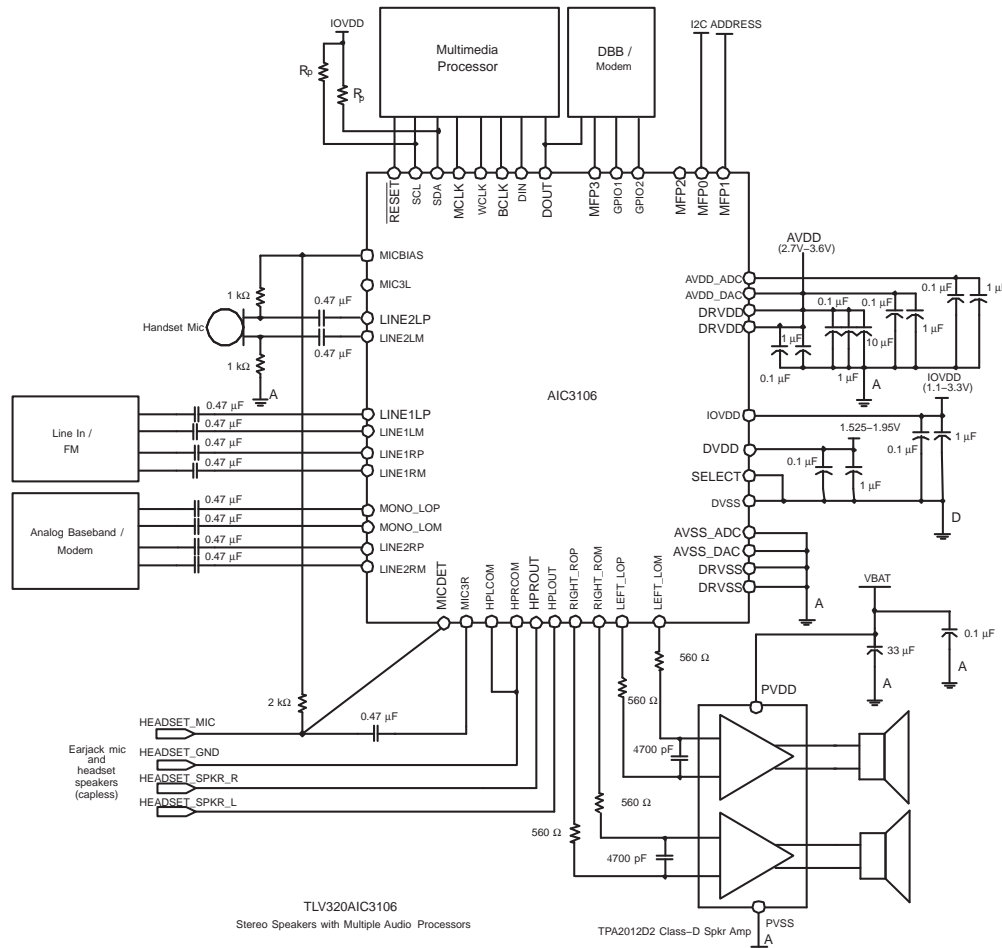 IOVDD
Rp
Rp
Multimedia
Processor
DBB /
Modem
I2C ADDRESS
RESET
SCL
SDA
MCLK
WCLK
BCLK
DIN
DOUT
MFP3
GPIO1
GPIO2
MFP2
MFP0
MFP1
MICBIAS
MIC3L
LINE2LP
LINE2LM
1 kΩ
0.47 µF
Handset Mic
0.47 µF
1 kΩ
A
AIC3106
AVDD
(2.7V–3.6V)
AVDD_ADC
AVDD_DAC
DRVDD
DRVDD
0.1 µF
1 µF
0.1 µF
0.1 µF
1 µF
1 µF
10 µF
0.1 µF
1 µF
A
IOVDD
(1.1–3.3V)
IOVDD
1.525–1.95V
DVDD
0.1 µF
1 µF
0.1 µF
1 µF
SELECT
DVSS
D
Line In /
FM
0.47 µF
0.47 µF
0.47 µF
0.47 µF
LINE1LP
LINE1LM
LINE1RP
LINE1RM
Analog Baseband /
Modem
0.47 µF
0.47 µF
0.47 µF
0.47 µF
MONO_LOP
MONO_LOM
LINE2RP
LINE2RM
AVSS_ADC
AVSS_DAC
DRVSS
DRVSS
A
MICDET
MIC3R
HPLCOM
HPRCOM
HPROUT
HPLOUT
RIGHT_ROP
RIGHT_ROM
LEFT_LOP
LEFT_LOM
VBAT
33 µF
0.1 µF
A
A
560 Ω
560 Ω
PVDD
2 kΩ
0.47 µF
4700 pF
HEADSET_MIC
HEADSET_GND
HEADSET_SPKR_R
HEADSET_SPKR_L
Earjack mic
and
headset
speakers
(capless)
560 Ω
560 Ω
4700 pF
TLV320AIC3106
Stereo Speakers with Multiple Audio Processors
TPA2012D2 Class–D Spkr Amp
PVSS
A